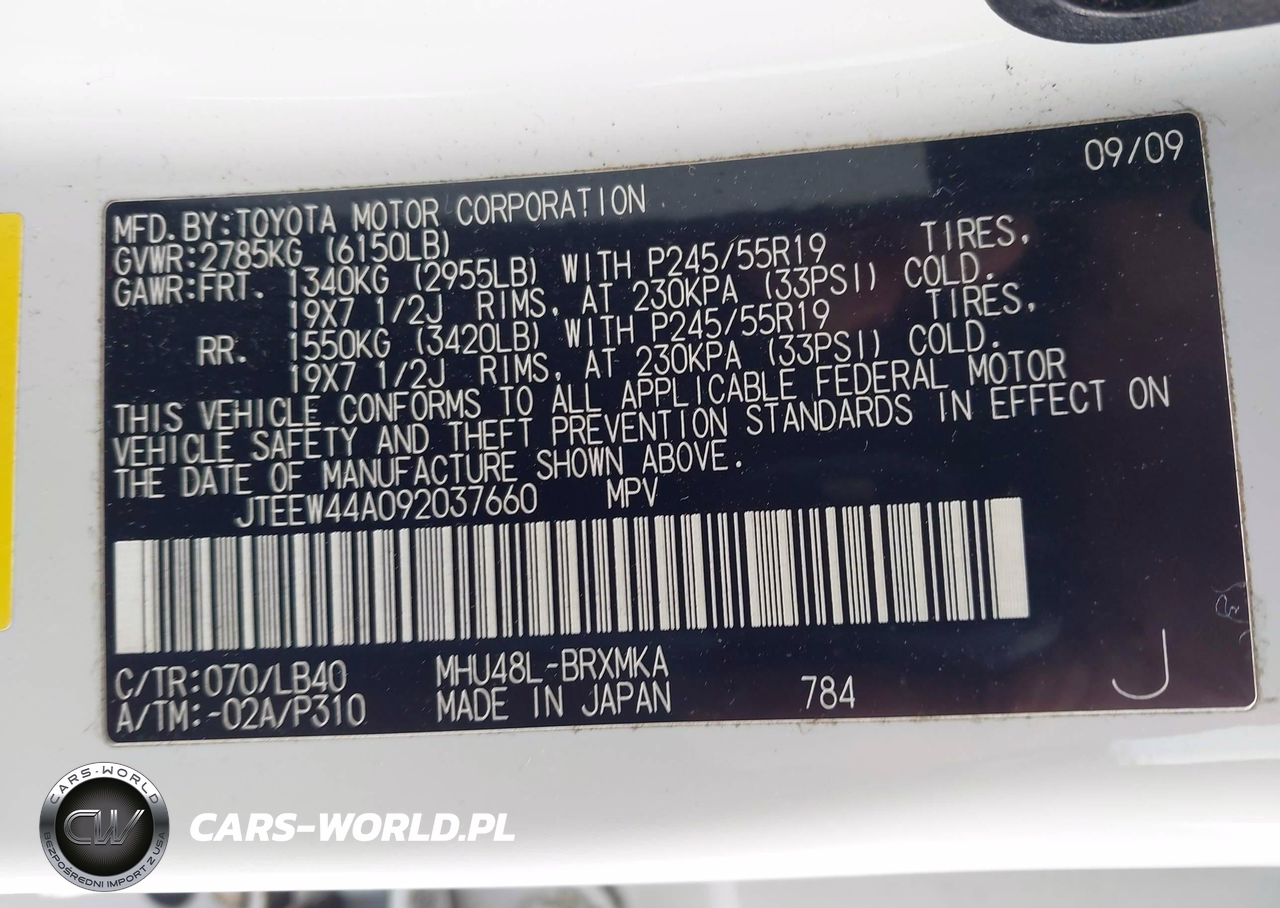 09/09
MFD.BY:TOYOTA MOTOR CORPORATION
GVWR:2785KG (6150LB)
GAWR:FRT. 1340KG (2955LB) WITH P245/55R19 TIRES,
19X7 1/2J RIMS, AT 230KPA (33PSI) COLD.
RR. 1550KG (3420LB) WITH P245/55R19 TIRES,
19X7 1/2J RIMS, AT 230KPA (33PSI) COLD.
THIS VEHICLE CONFORMS TO ALL APPLICABLE FEDERAL MOTOR
VEHICLE SAFETY AND THEFT PREVENTION STANDARDS IN EFFECT ON
THE DATE OF MANUFACTURE SHOWN ABOVE.
JTEEW44A092037660 MPV
C/TR:070/LB40 MHU48L-BRXMKA
A/TM:-02A/P310 MADE IN JAPAN 784 J
CARS-WORLD
CW
BEZPOŚREDNI IMPORT Z USA
CARS-WORLD.PL